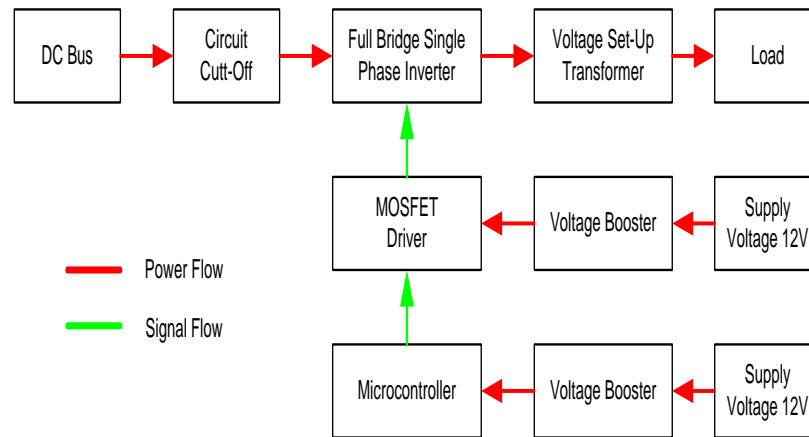 DC Bus
Circuit
Cutt-Off
Full Bridge Single
Phase Inverter
Voltage Set-Up
Transformer
Load
MOSFET
Driver
Voltage Booster
Supply
Voltage 12V
Power Flow
Signal Flow
Microcontroller
Voltage Booster
Supply
Voltage 12V